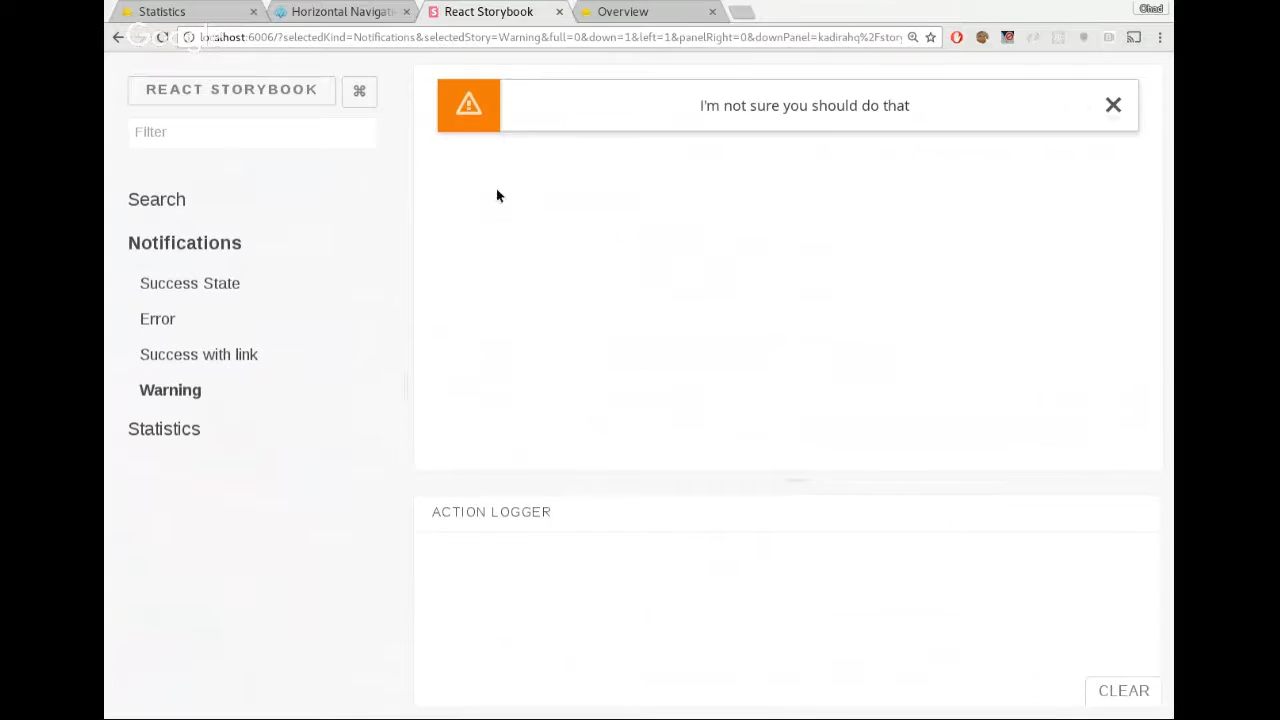 Statistics
Horizontal Navigati
React Storybook
Overview
Chad
localhost:6006/?selectedKind=Notifications&selectedStory=Warning&full=0&down=1&left=1&panelRight=0&downPanel=kadirahq%2Fstory
REACT STORYBOOK
⌘
Filter
I'm not sure you should do that
Search
Notifications
Success State
Error
Success with link
Warning
Statistics
ACTION LOGGER
CLEAR